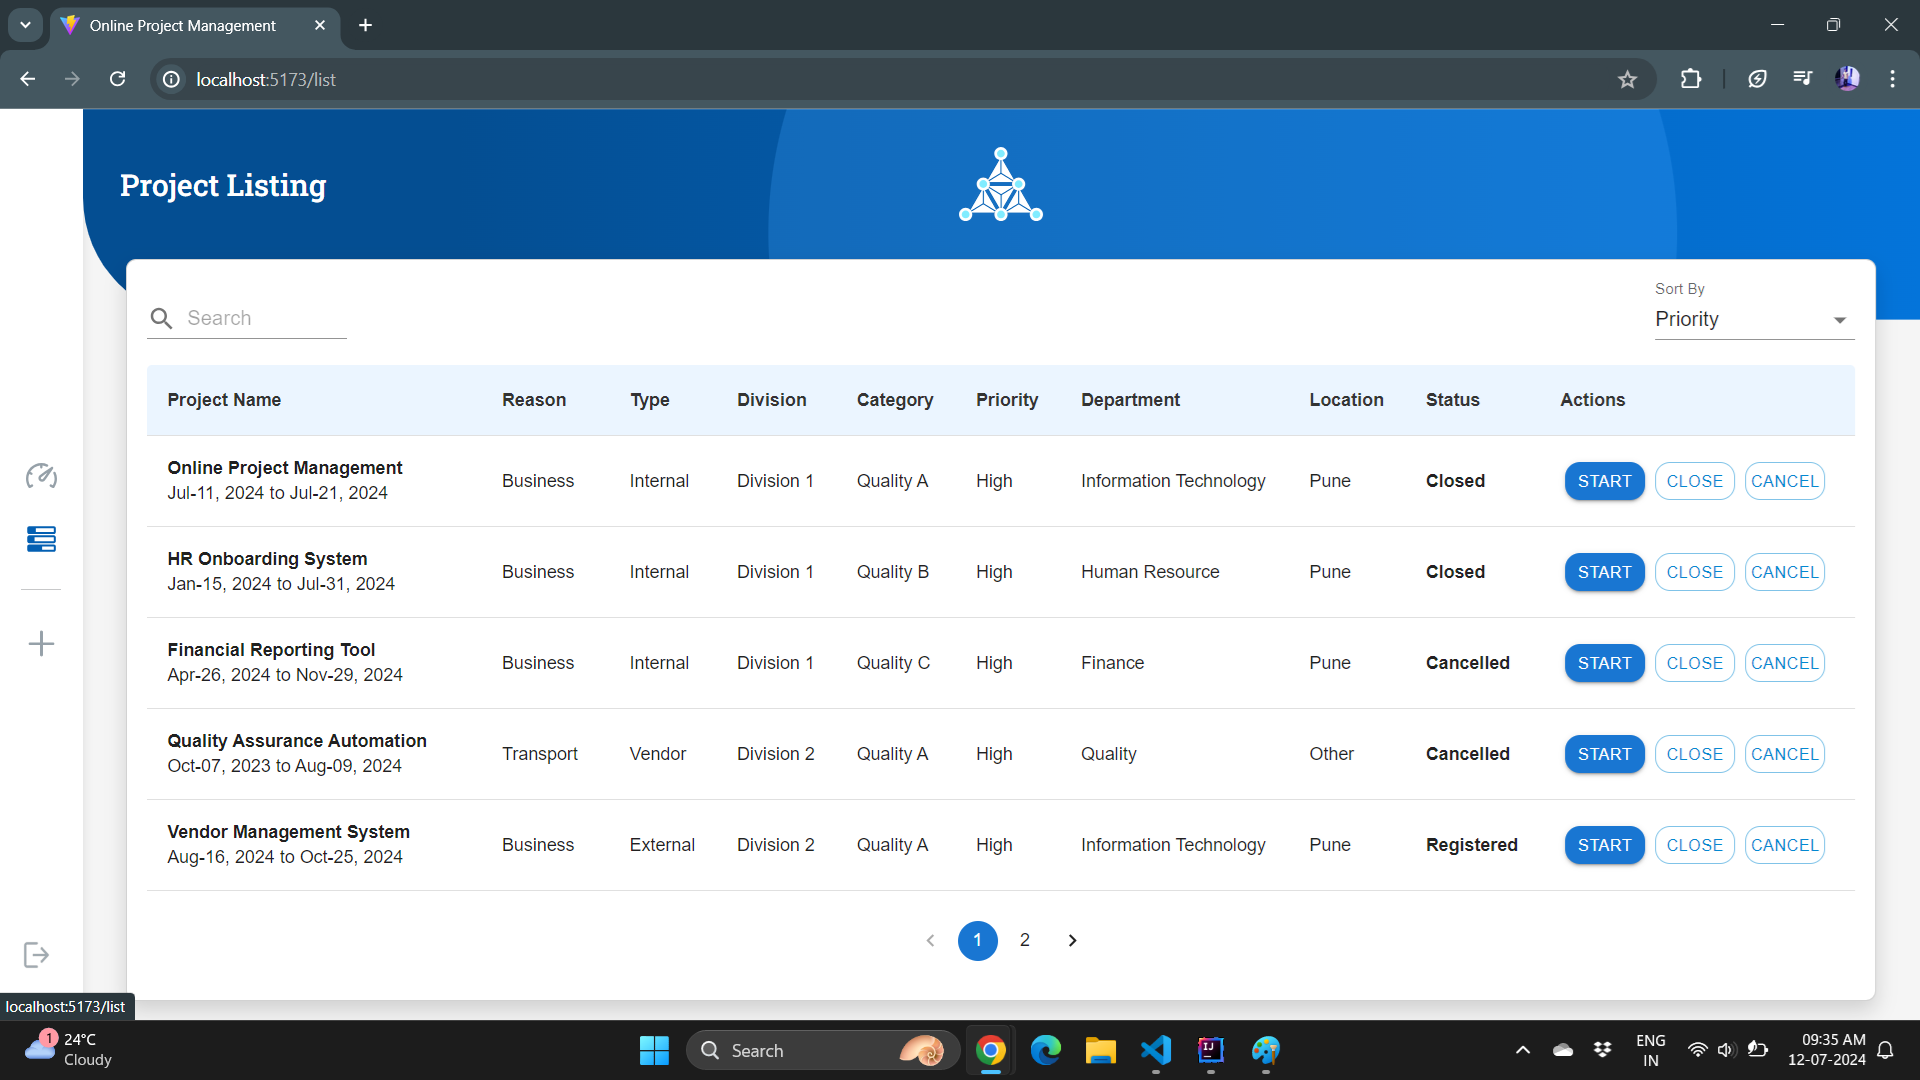 Online Project Management
localhost:5173/list
Project Listing
Search
Sort By
Priority
Project Name Reason Type Division Category Priority Department Location Status Actions
Online Project Management
Jul-11, 2024 to Jul-21, 2024
Business Internal Division 1 Quality A High Information Technology Pune Closed START CLOSE CANCEL
HR Onboarding System
Jan-15, 2024 to Jul-31, 2024
Business Internal Division 1 Quality B High Human Resource Pune Closed START CLOSE CANCEL
Financial Reporting Tool
Apr-26, 2024 to Nov-29, 2024
Business Internal Division 1 Quality C High Finance Pune Cancelled START CLOSE CANCEL
Quality Assurance Automation
Oct-07, 2023 to Aug-09, 2024
Transport Vendor Division 2 Quality A High Quality Other Cancelled START CLOSE CANCEL
Vendor Management System
Aug-16, 2024 to Oct-25, 2024
Business External Division 2 Quality A High Information Technology Pune Registered START CLOSE CANCEL
1 2
localhost:5173/list
1
24°C
Cloudy
Search
IJ
ENG
IN
09:35 AM
12-07-2024